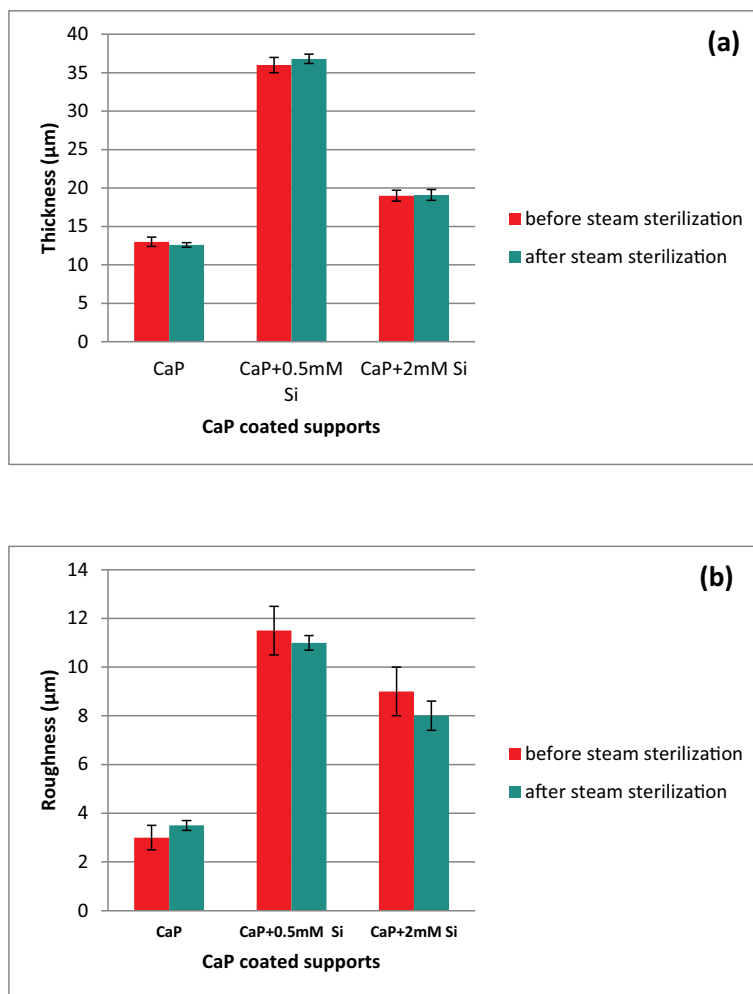 (a)
40
35
30
25
20
15
10
5
0
Thickness (µm)
CaP
CaP+0.5mM
Si
CaP+2mM Si
CaP coated supports
before steam sterilization
after steam sterilization
(b)
14
12
10
8
6
4
2
0
Roughness (µm)
CaP
CaP+0.5mM Si
CaP+2mM Si
CaP coated supports
before steam sterilization
after steam sterilization